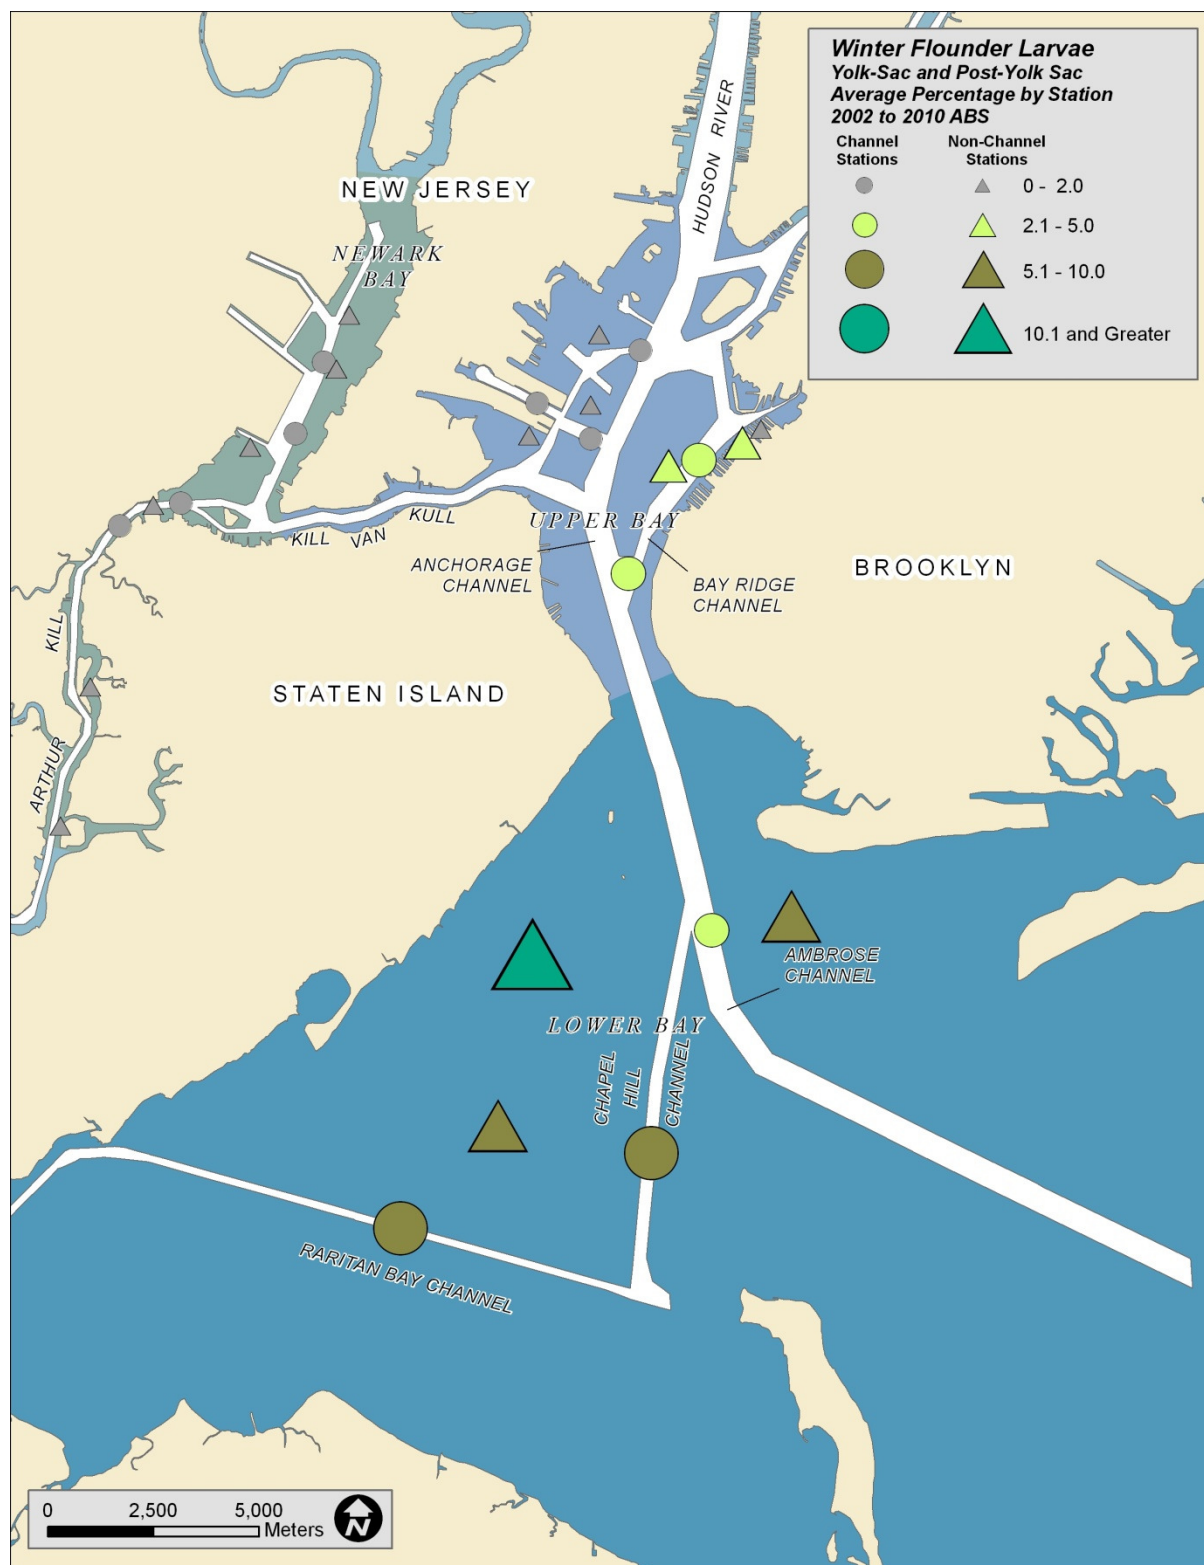 Winter Flounder Larvae
Yolk-Sac and Post-Yolk Sac
Average Percentage by Station
2002 to 2010 ABS
Channel Stations
Non-Channel Stations
0 - 2.0
2.1 - 5.0
5.1 - 10.0
10.1 and Greater
HUDSON RIVER
NEW JERSEY
NEWARK
BAY
KILL VAN KULL
UPPER BAY
ANCHORAGE
CHANNEL
BAY RIDGE
CHANNEL
BROOKLYN
STATEN ISLAND
ARTHUR KILL
AMBROSE
CHANNEL
LOWER BAY
CHAPEL
HILL
CHANNEL
RARITAN BAY CHANNEL
0 2,500 5,000
Meters
N